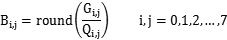 B_{i,j} = round(G_{i,j} / Q_{i,j})    i,j = 0,1,2,…,7